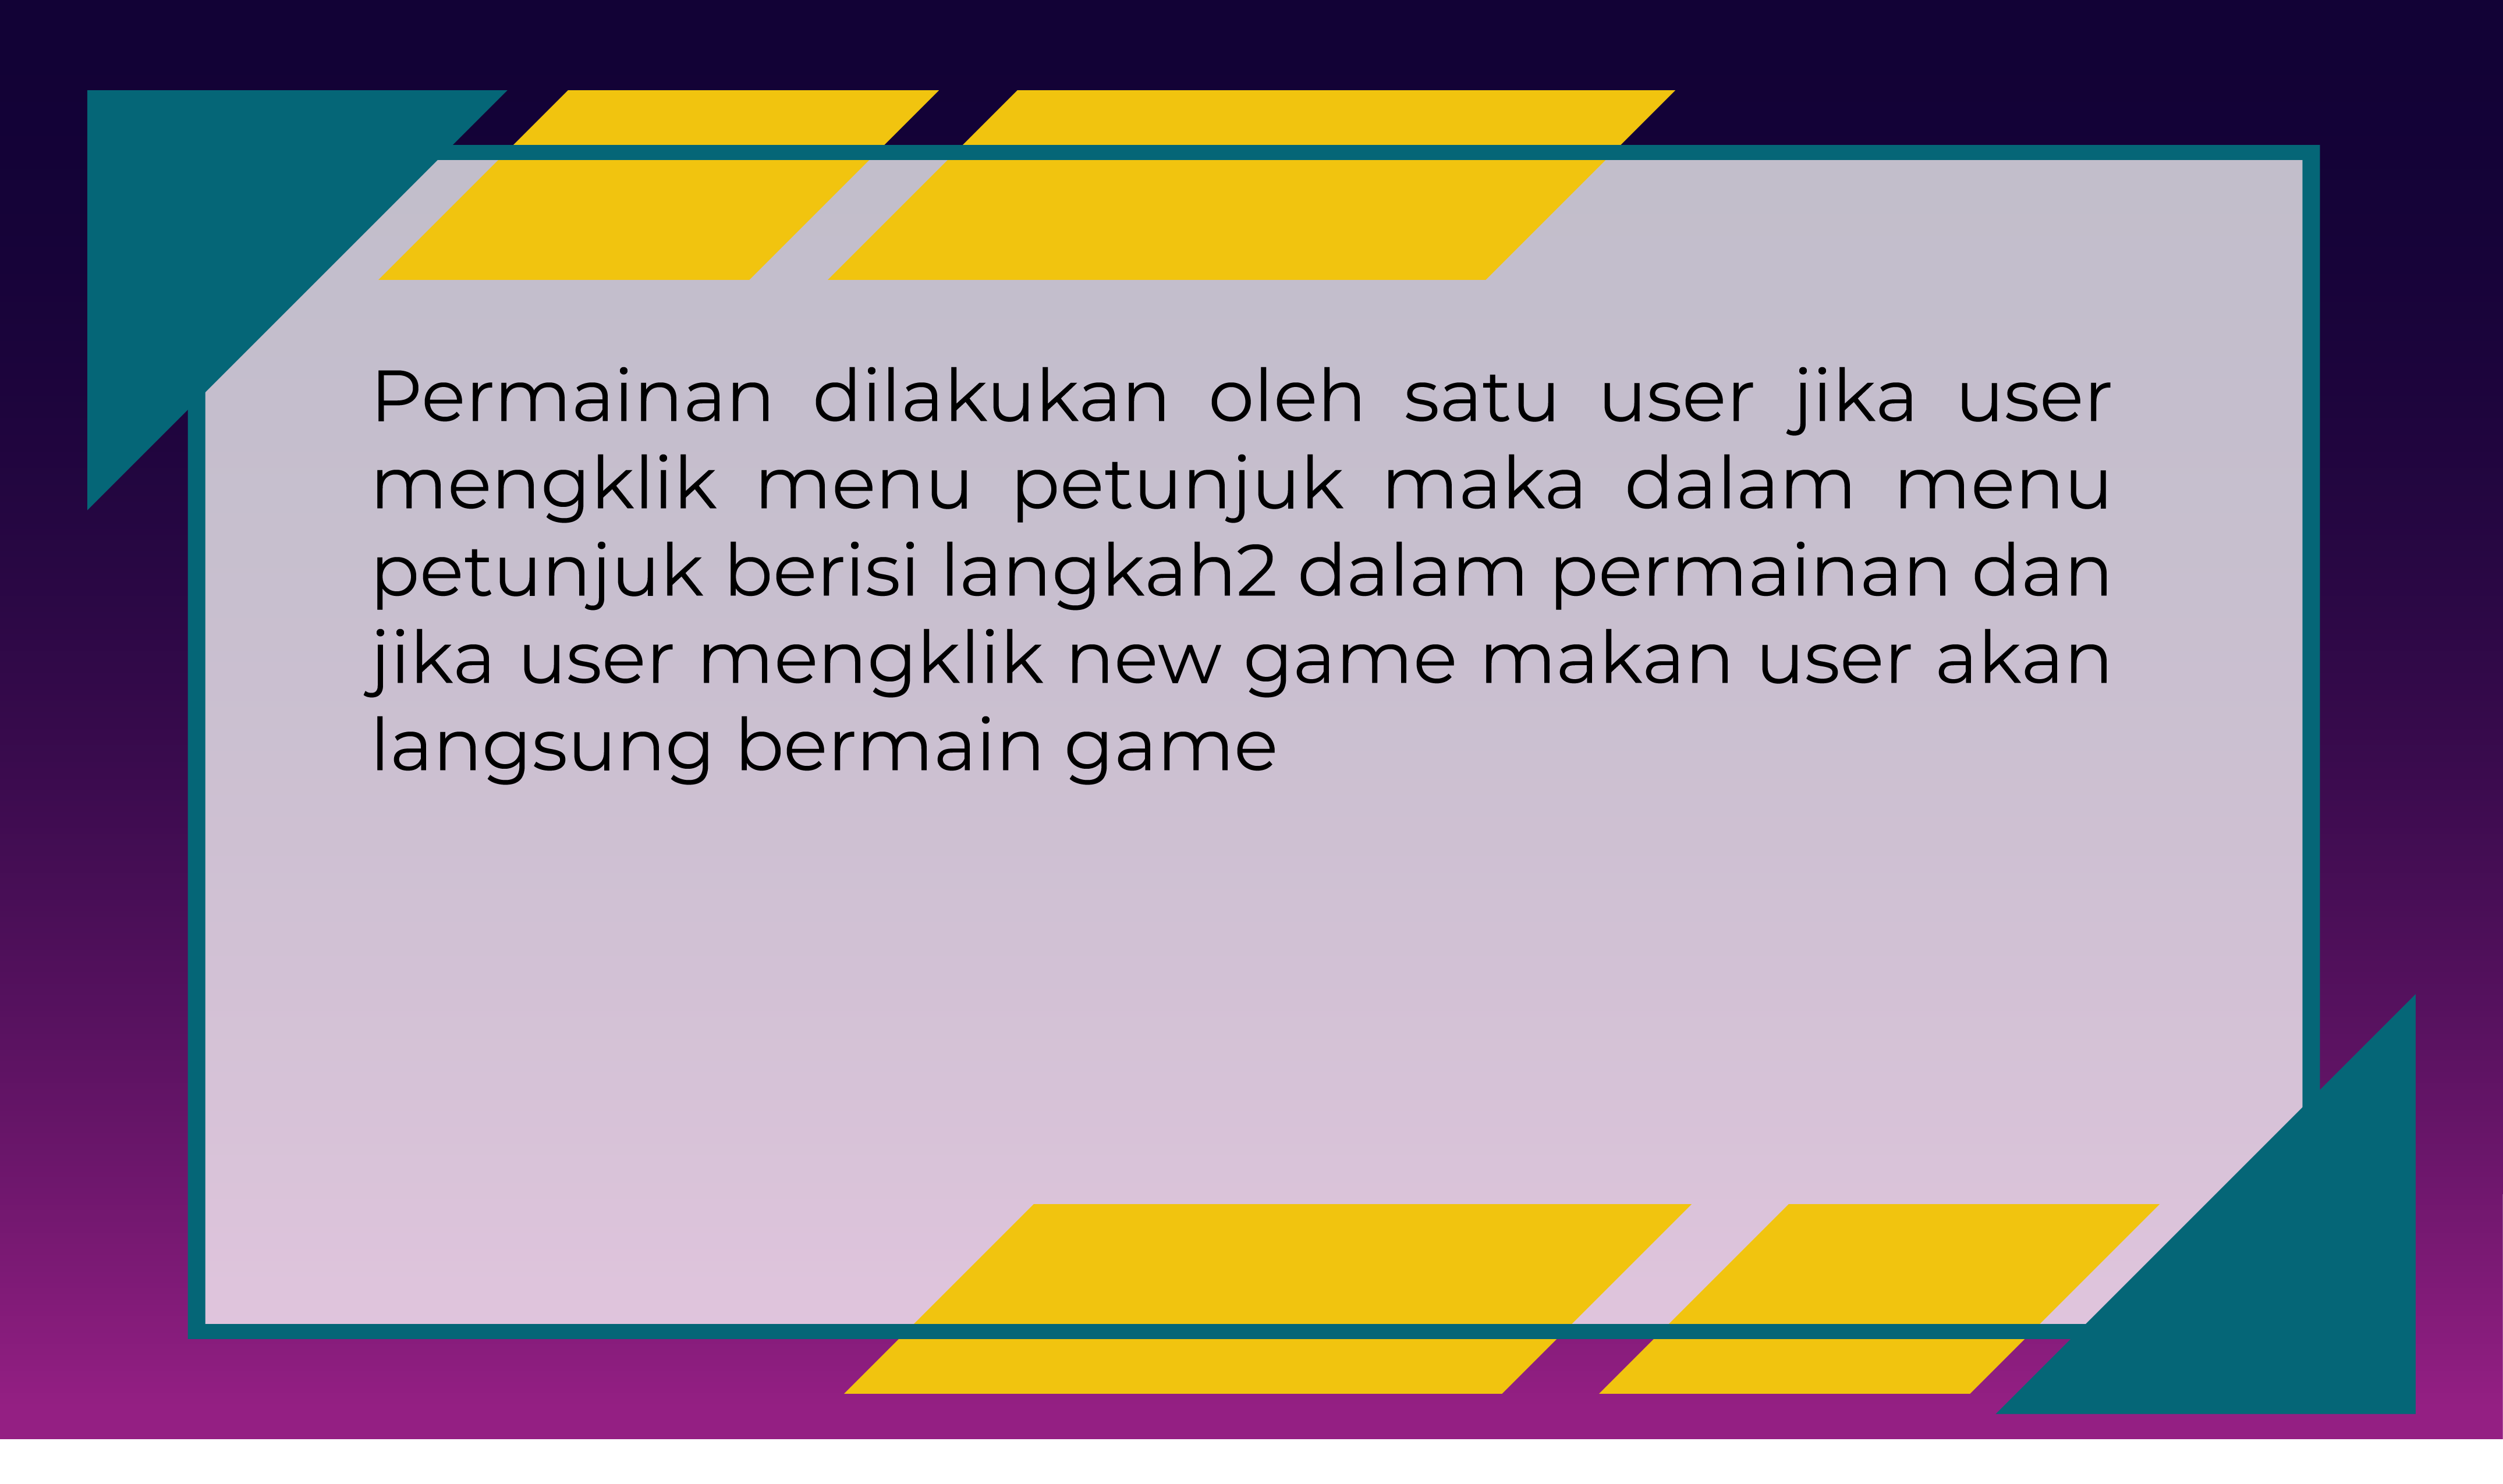 Permainan dilakukan oleh satu user jika user
mengklik menu petunjuk maka dalam menu
petunjuk berisi langkah2 dalam permainan dan
jika user mengklik new game makan user akan
langsung bermain game